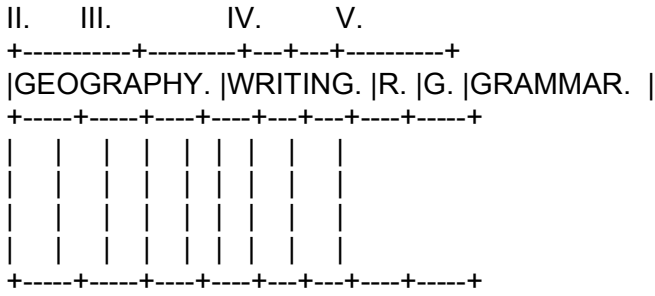 II. III. IV. V.
+-----------+---------+---+---+----------+
|GEOGRAPHY. |WRITING. |R. |G. |GRAMMAR. |
+-----+-----+----+----+---+---+----+-----+
| | | | | | | | |
| | | | | | | | |
| | | | | | | | |
| | | | | | | | |
+-----+-----+----+----+---+---+----+-----+